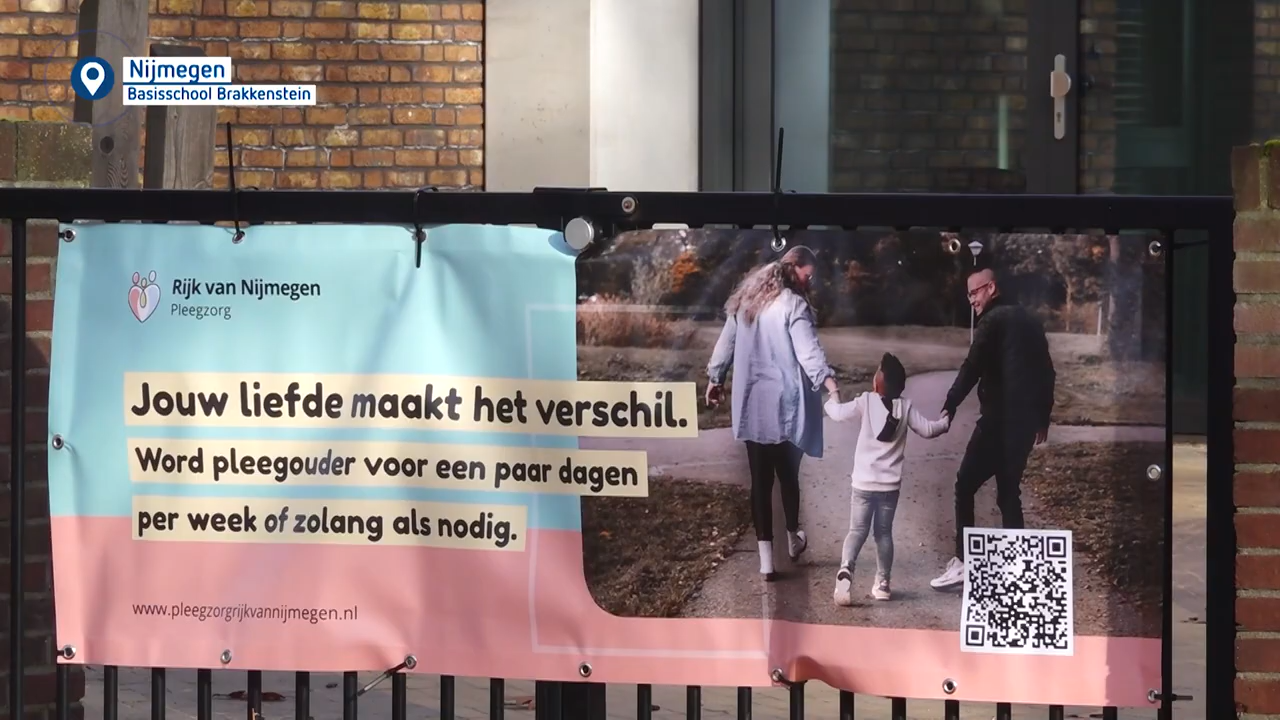 Nijmegen
Basisschool Brakkenstein
Rijk van Nijmegen
Pleegzorg
Jouw liefde maakt het verschil.
Word pleegouder voor een paar dagen
per week of zolang als nodig.
www.pleegzorgrijkvannijmegen.nl